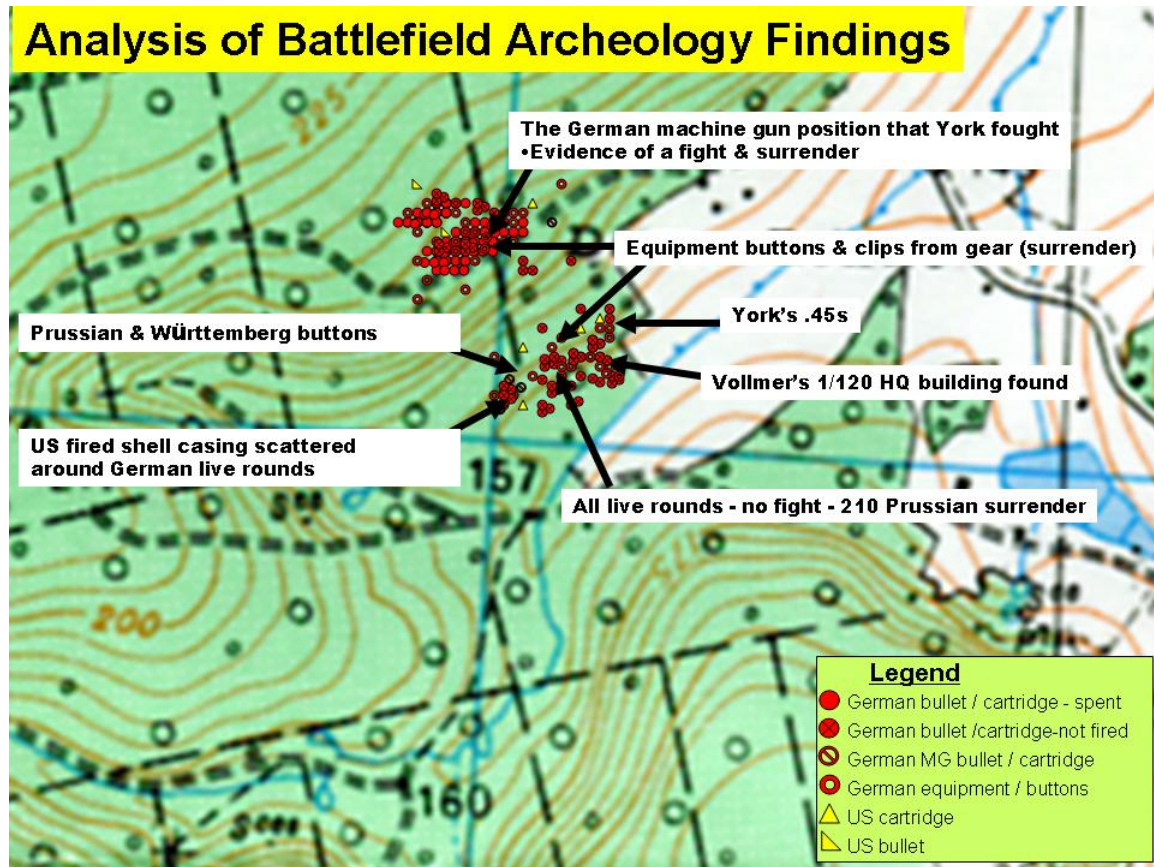 Analysis of Battlefield Archeology Findings
225
The German machine gun position that York fought
•Evidence of a fight & surrender
Equipment buttons & clips from gear (surrender)
York's .45s
Prussian & Württemberg buttons
Vollmer's 1/120 HQ building found
US fired shell casing scattered
around German live rounds
157
All live rounds - no fight - 210 Prussian surrender
175
200
160
Legend
German bullet / cartridge - spent
German bullet /cartridge-not fired
German MG bullet / cartridge
German equipment / buttons
US cartridge
US bullet